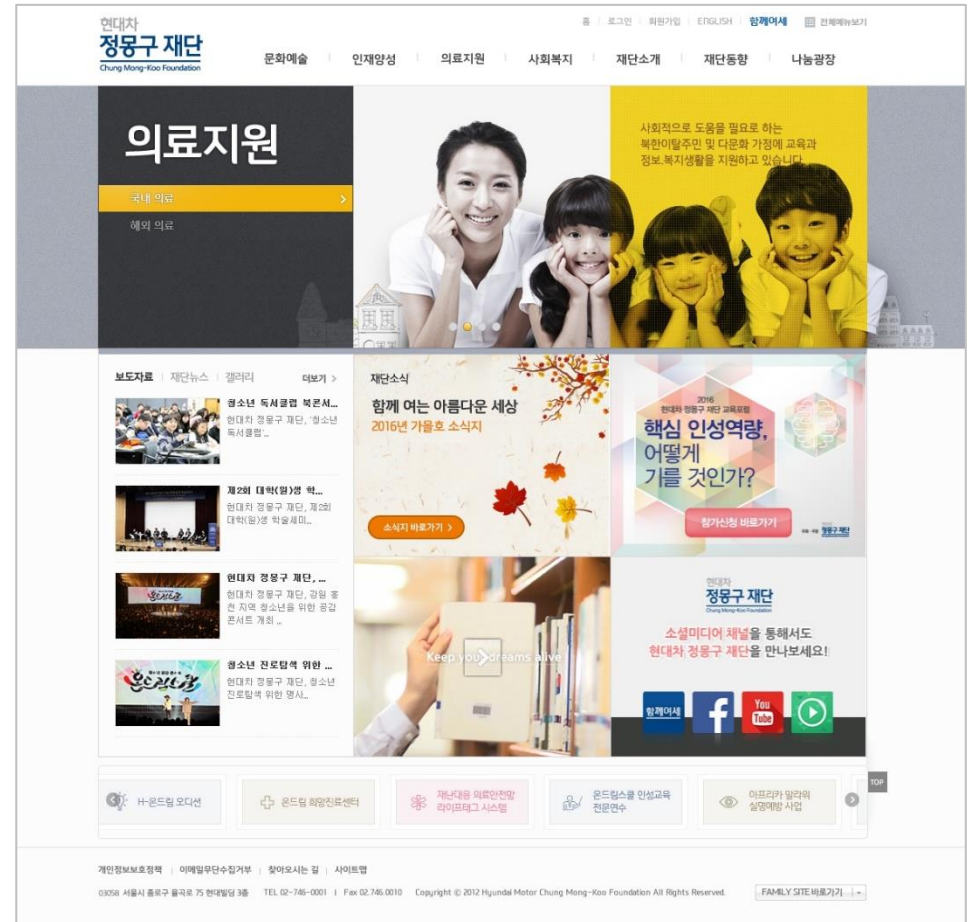 현대차
정몽구 재단
Chung Mong-Koo Foundation
홈 로그인 회원가입 ENGLISH 함께여세 전체메뉴보기
문화예술 인재양성 의료지원 사회복지 재단소개 재단동향 나눔광장
의료지원
국내 의료
해외 의료
사회적으로 도움을 필요로 하는
북한이탈주민 및 다문화 가정에 교육과
정보.복지생활을 지원하고 있습니다.
보도자료 재단뉴스 갤러리 더보기 >
청소년 독서클럽 북콘서...
현대차 정몽구 재단, '청소년
독서클럽'...
제2회 대학(원)생 학...
현대차 정몽구 재단, 제2회
대학(원)생 학술세미...
현대차 정몽구 재단, ...
현대차 정몽구 재단, 강원 홍
천 지역 청소년을 위한 공감
콘서트 개최 ...
청소년 진로탐색 위한 ...
현대차 정몽구 재단, 청소년
진로탐색 위한 명사...
온드림스쿨
재단소식
함께 여는 아름다운 세상
2016년 가을호 소식지
소식지 바로가기 >
2016
현대차 정몽구 재단 교육포럼
핵심 인성역량,
어떻게
기를 것인가?
참가신청 바로가기
정몽구 재단
Keep you dreams alive
현대차
정몽구 재단
Chung Mong-Koo Foundation
소셜미디어 채널을 통해서도
현대차 정몽구 재단을 만나보세요!
함께여세
f
You
Tube
H-온드림 오디션
온드림 희망진료센터
재난대응 의료안전망
라이프태그 시스템
온드림스쿨 인성교육
전문연수
아프리카 말라위
실명예방 사업
TOP
개인정보보호정책 이메일무단수집거부 찾아오시는 길 사이트맵
03058 서울시 종로구 율곡로 75 현대빌딩 3층 TEL 02-746-0001 | Fax 02.746.0010 Copyright © 2012 Hyundai Motor Chung Mong-Koo Foundation All Rights Reserved.
FAMILY SITE 바로가기